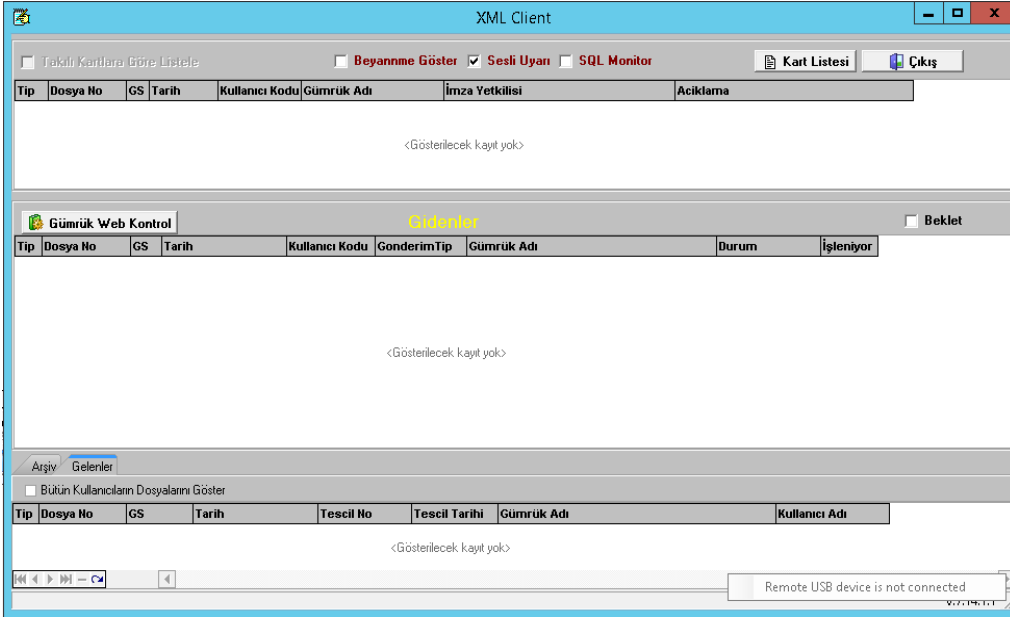 XML Client
Takılı Kartlara Göre Listele Beyannme Göster Sesli Uyarı SQL Monitor Kart Listesi Çıkış
Tip Dosya No GS Tarih Kullanıcı Kodu Gümrük Adı İmza Yetkilisi Aciklama
<Gösterilecek kayıt yok>
Gümrük Web Kontrol Gidenler Beklet
Tip Dosya No GS Tarih Kullanıcı Kodu GonderimTip Gümrük Adı Durum İşleniyor
<Gösterilecek kayıt yok>
Arşiv Gelenler
Bütün Kullanıcıların Dosyalarını Göster
Tip Dosya No GS Tarih Tescil No Tescil Tarihi Gümrük Adı Kullanıcı Adı
<Gösterilecek kayıt yok>
Remote USB device is not connected